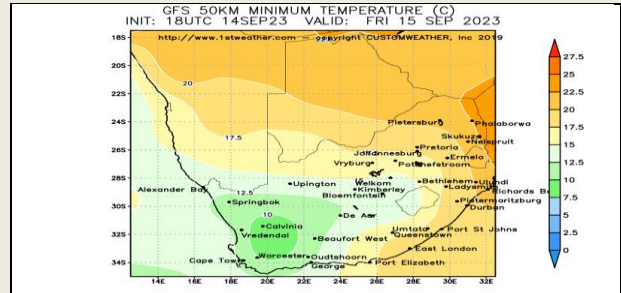 GFS 50KM MINIMUM TEMPERATURE (C)
INIT: 18UTC 14SEP23 VALID: FRI 15 SEP 2023
http://www.1stweather.com - copyright CUSTOMWEATHER, Inc 2019
18S
20S
22S
24S
26S
28S
30S
32S
34S
20
17.5
12.5
10
Pietersburg
Phalaborwa
Skukuza
Nelspruit
Pretoria
Johannesburg
Ermelo
Vryburg
Potchefstroom
15
Welkom
Bethlehem
Ulundi
Ladysmith
Alexander Bay
Upington
Kimberley
Richards B
Bloemfontein
Springbok
Pietermaritzburg
Durban
De Aar
Calvinia
Vredendal
Umtata
Port St Johns
Queenstown
Beaufort West
East London
Worcester
Oudtshoorn
Cape Town
George
Port Elizabeth
14E 16E 18E 20E 22E 24E 26E 28E 30E 32E
27.5
25
22.5
20
17.5
15
12.5
10
7.5
5
2.5
0